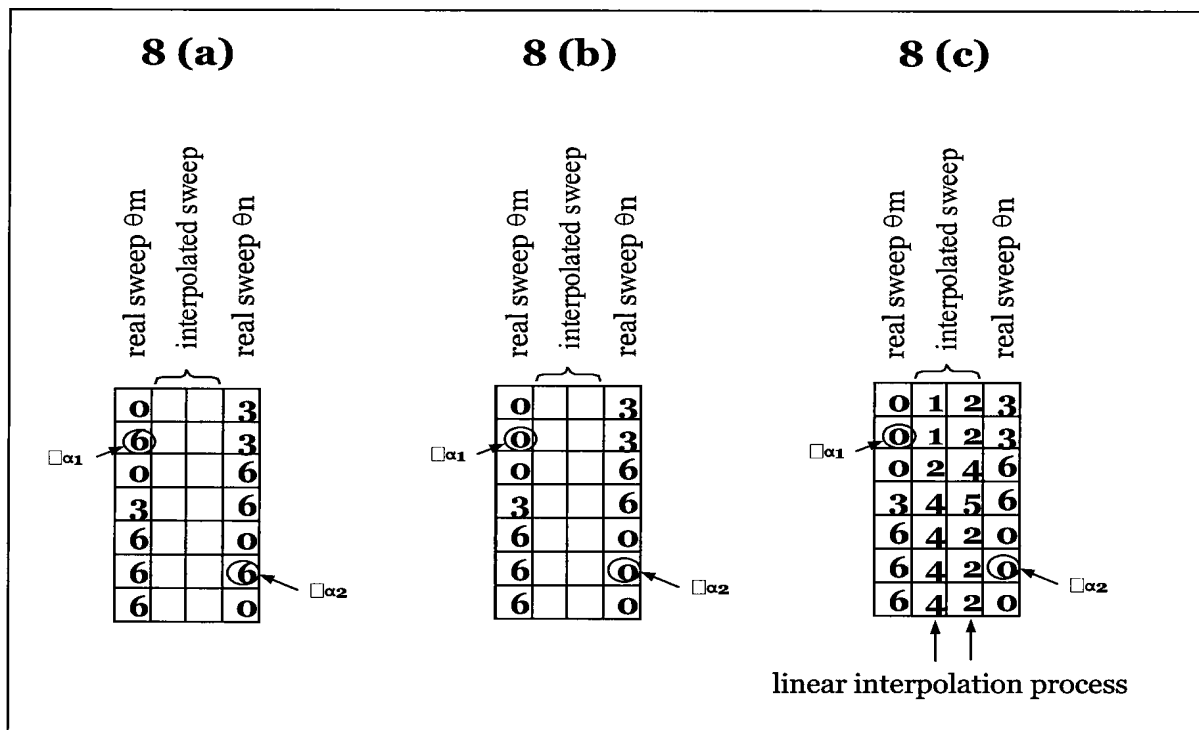 8 (a)
real sweep θm
interpolated sweep
real sweep θn
0 3
6 3
□α1
0 6
3 6
6 0
6 6
□α2
6 0
8 (b)
real sweep θm
interpolated sweep
real sweep θn
0 3
0 3
□α1
0 6
3 6
6 0
6 0
□α2
6 0
8 (c)
real sweep θm
interpolated sweep
real sweep θn
0 1 2 3
0 1 2 3
□α1
0 2 4 6
3 4 5 6
6 4 2 0
6 4 2 0
□α2
6 4 2 0
linear interpolation process